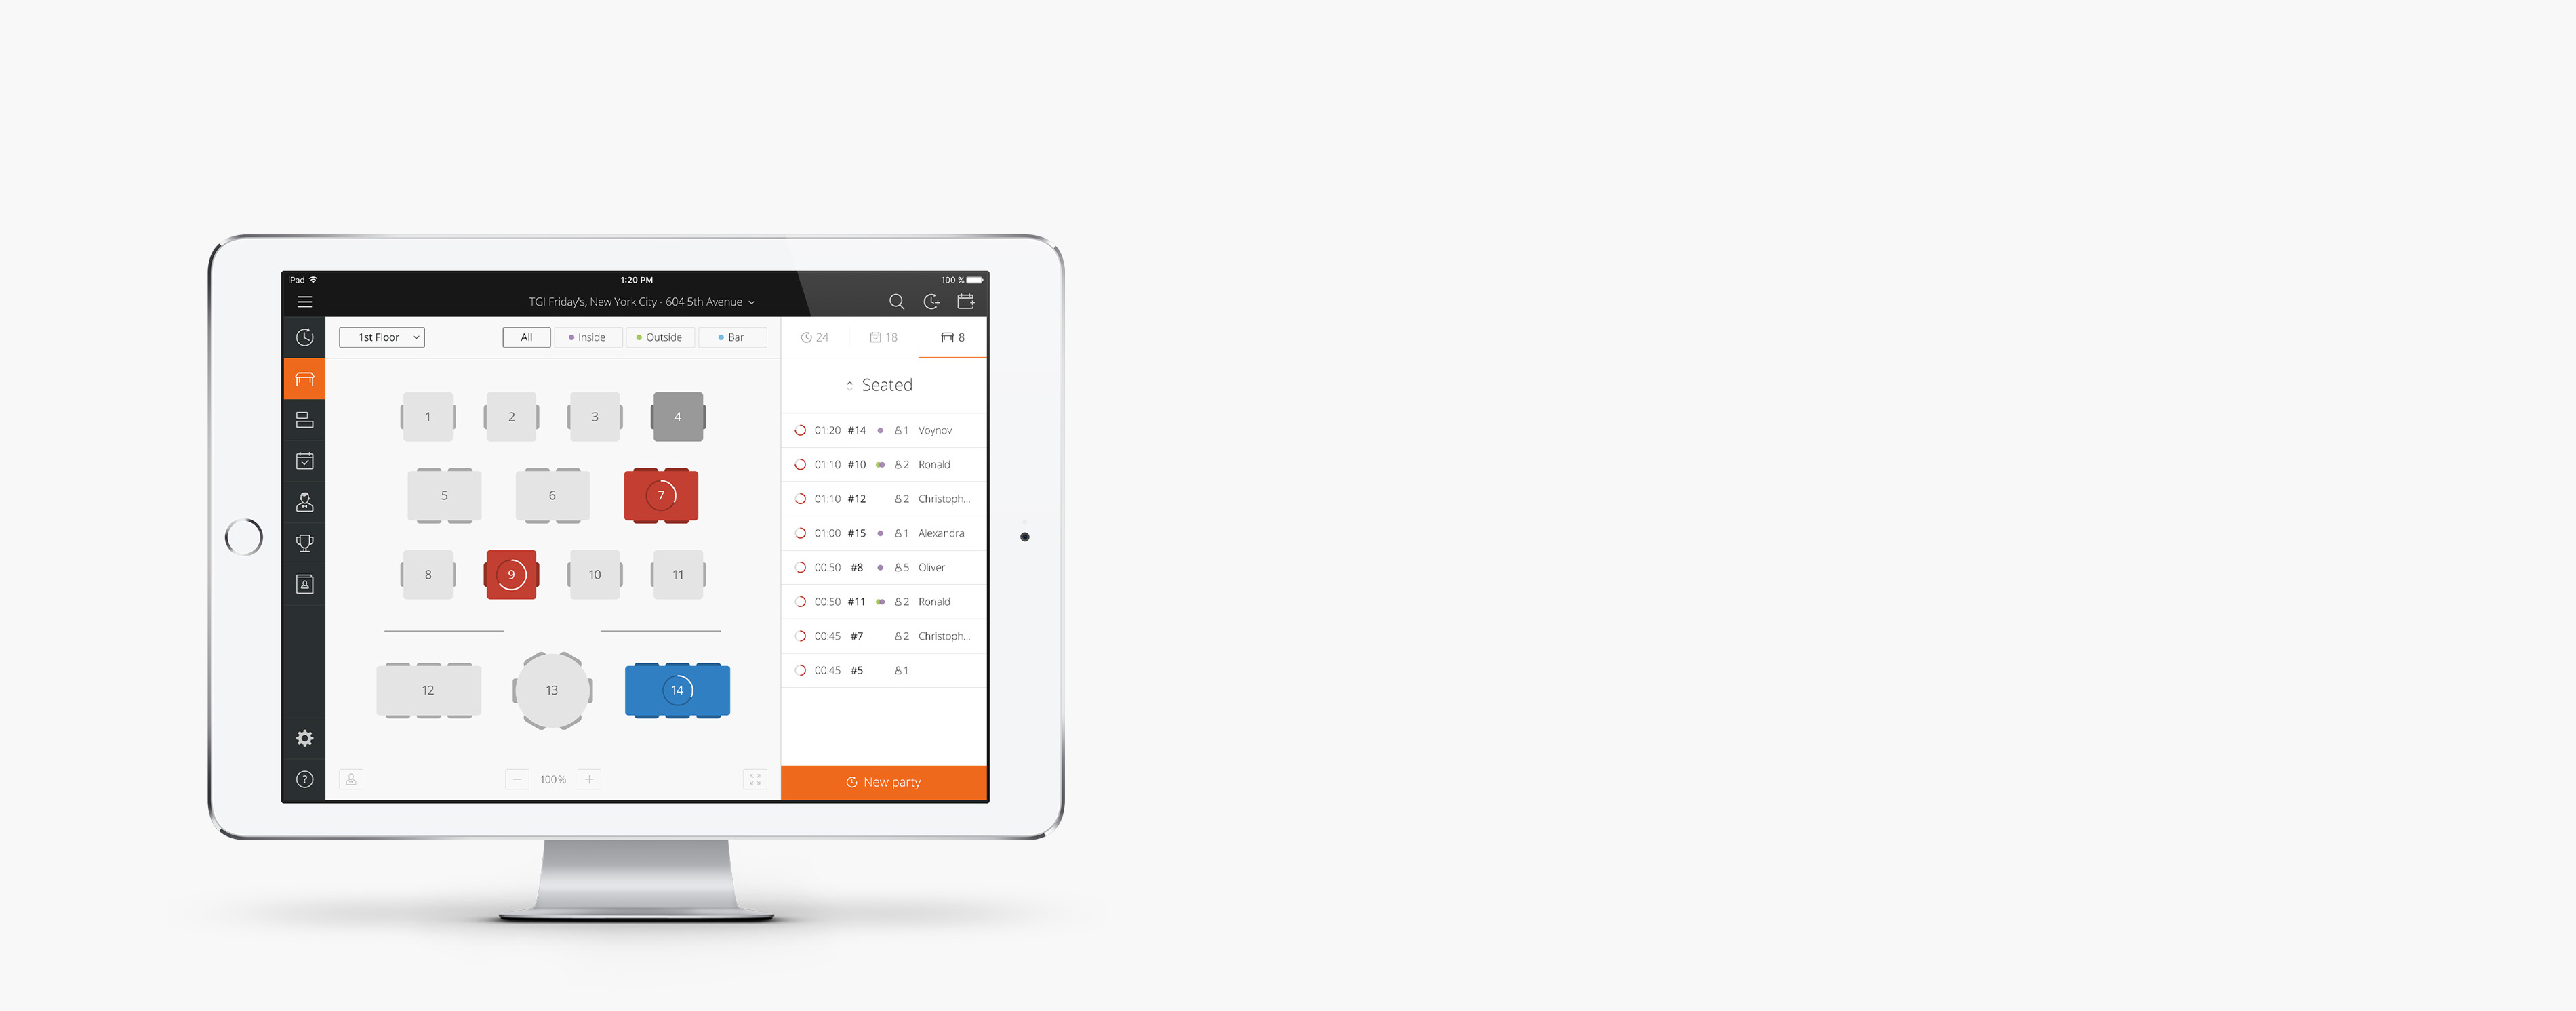 iPad 1:20 PM 100 %
TGI Friday's, New York City - 604 5th Avenue
1st Floor All Inside Outside Bar 24 18 8
Seated
1 2 3 4
5 6 7
8 9 10 11
12 13 14
01:20 #14 1 Voynov
01:10 #10 2 Ronald
01:10 #12 2 Christoph...
01:00 #15 1 Alexandra
00:50 #8 5 Oliver
00:50 #11 2 Ronald
00:45 #7 2 Christoph...
00:45 #5 1
? 100%
New party